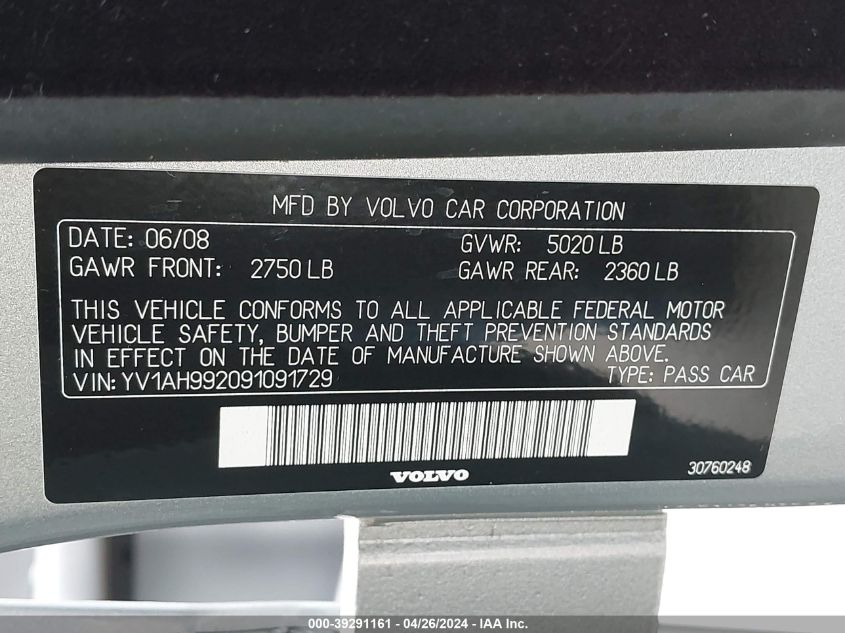 MFD BY VOLVO CAR CORPORATION
DATE: 06/08 GVWR: 5020 LB
GAWR FRONT: 2750 LB GAWR REAR: 2360 LB
THIS VEHICLE CONFORMS TO ALL APPLICABLE FEDERAL MOTOR
VEHICLE SAFETY, BUMPER AND THEFT PREVENTION STANDARDS
IN EFFECT ON THE DATE OF MANUFACTURE SHOWN ABOVE.
VIN: YV1AH992091091729 TYPE: PASS CAR
VOLVO 30760248
000-39291161 - 04/26/2024 - IAA Inc.